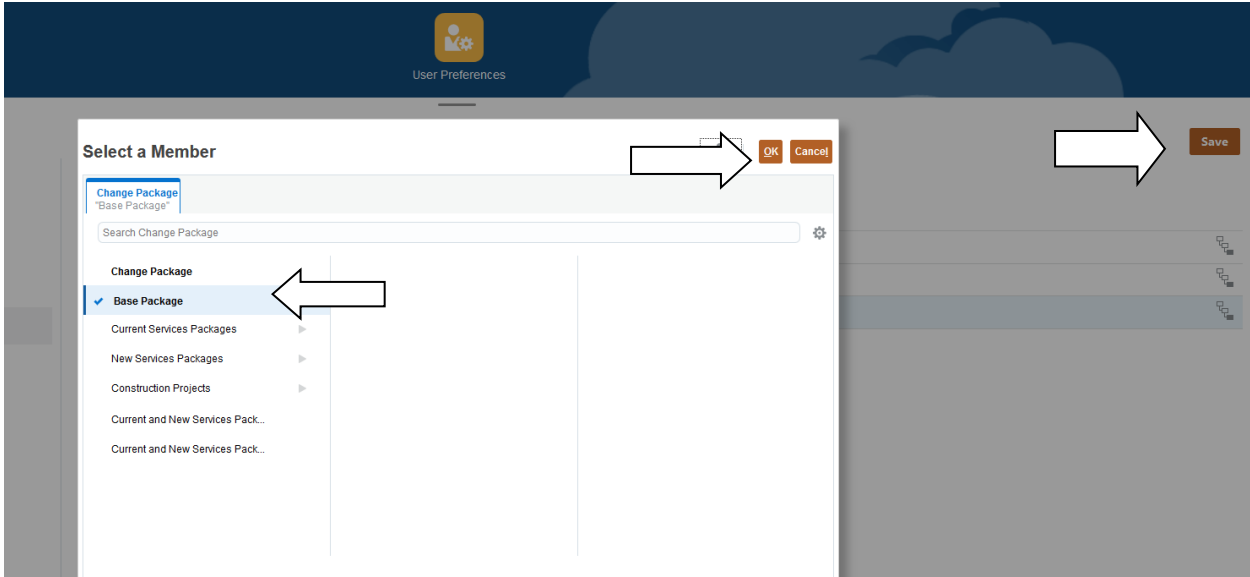 User Preferences
Save
Select a Member
OK
Cancel
Change Package
"Base Package"
Search Change Package
Change Package
Base Package
Current Services Packages
New Services Packages
Construction Projects
Current and New Services Pack...
Current and New Services Pack...